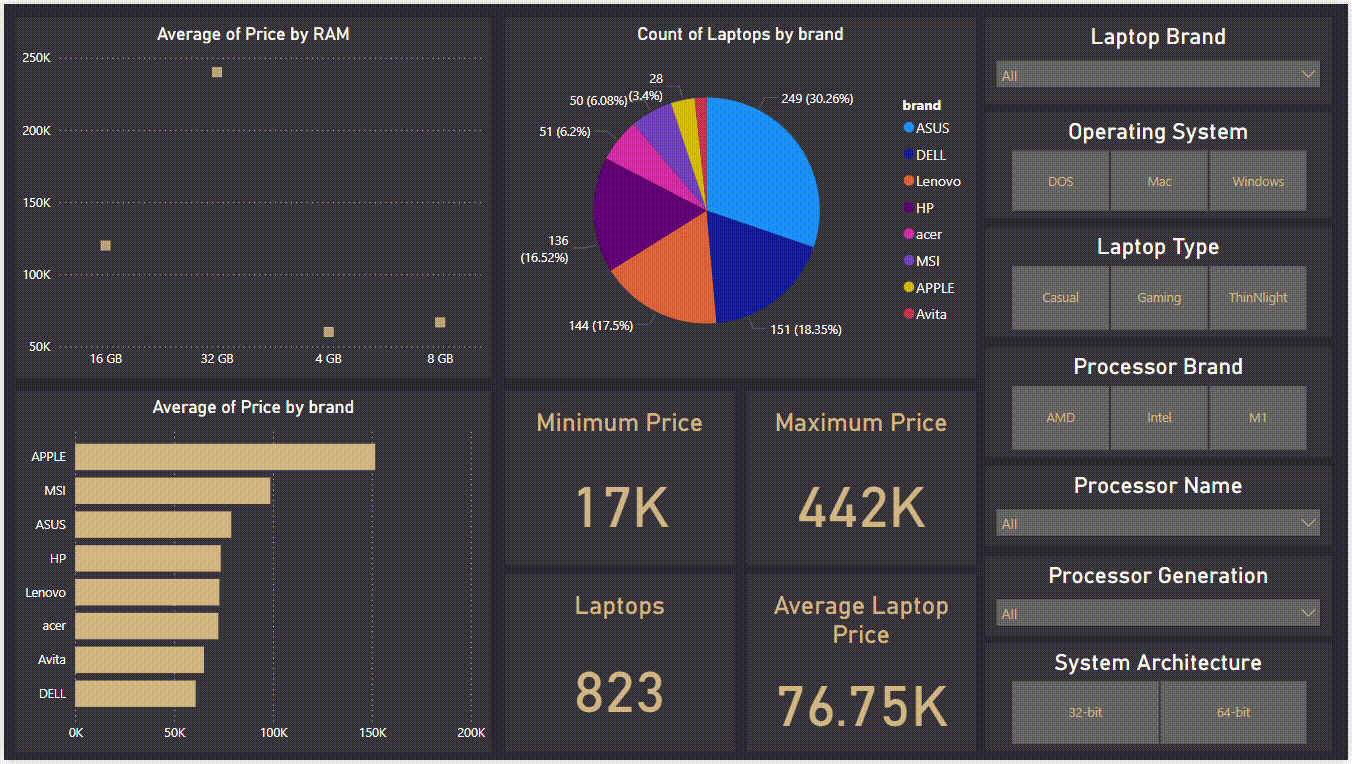 Average of Price by RAM
250K
200K
150K
100K
50K
16 GB
32 GB
4 GB
8 GB
Count of Laptops by brand
28
(3.4%)
50 (6.08%)
51 (6.2%)
136
(16.52%)
144 (17.5%)
151 (18.35%)
249 (30.26%)
brand
ASUS
DELL
Lenovo
HP
acer
MSI
APPLE
Avita
Average of Price by brand
APPLE
MSI
ASUS
HP
Lenovo
acer
Avita
DELL
0K
50K
100K
150K
200K
Minimum Price
17K
Maximum Price
442K
Laptops
823
Average Laptop
Price
76.75K
Laptop Brand
All
Operating System
DOS
Mac
Windows
Laptop Type
Casual
Gaming
ThinNlight
Processor Brand
AMD
Intel
M1
Processor Name
All
Processor Generation
All
System Architecture
32-bit
64-bit